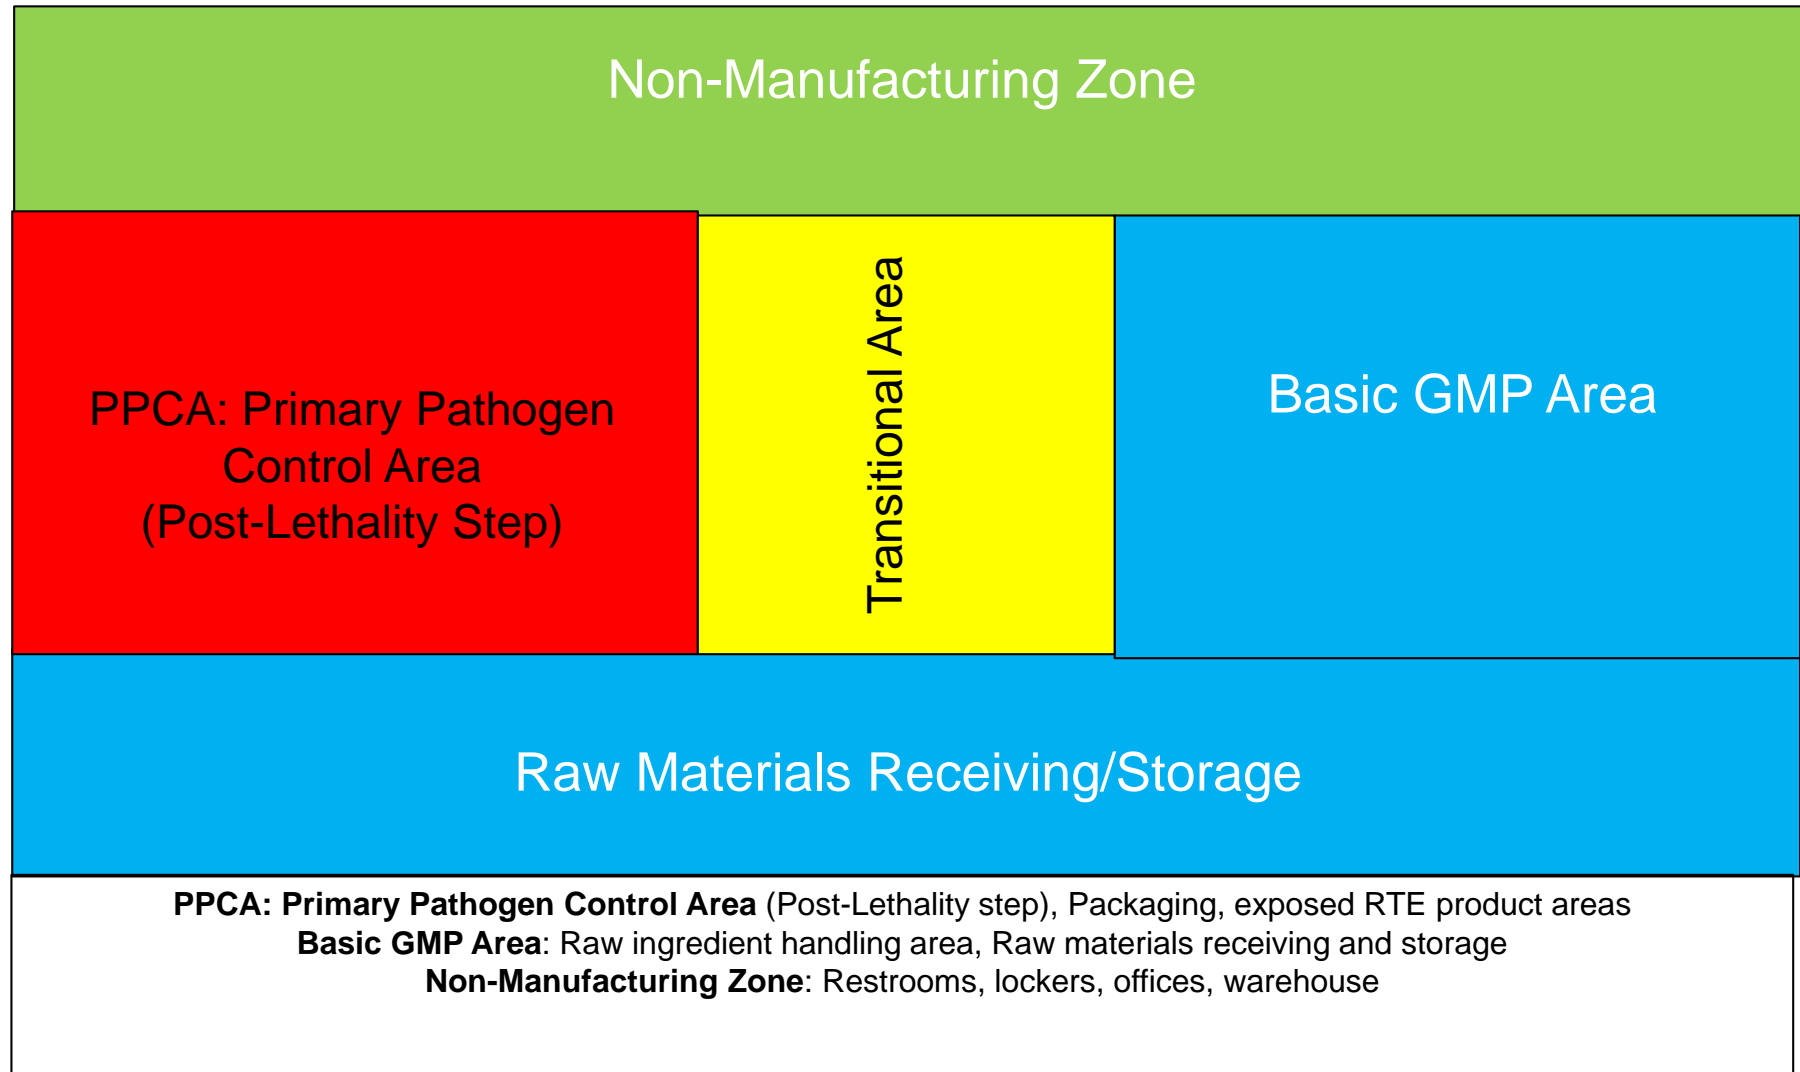 Non-Manufacturing Zone
PPCA: Primary Pathogen
Control Area
(Post-Lethality Step)
Transitional Area
Basic GMP Area
Raw Materials Receiving/Storage
PPCA: Primary Pathogen Control Area (Post-Lethality step), Packaging, exposed RTE product areas
Basic GMP Area: Raw ingredient handling area, Raw materials receiving and storage
Non-Manufacturing Zone: Restrooms, lockers, offices, warehouse